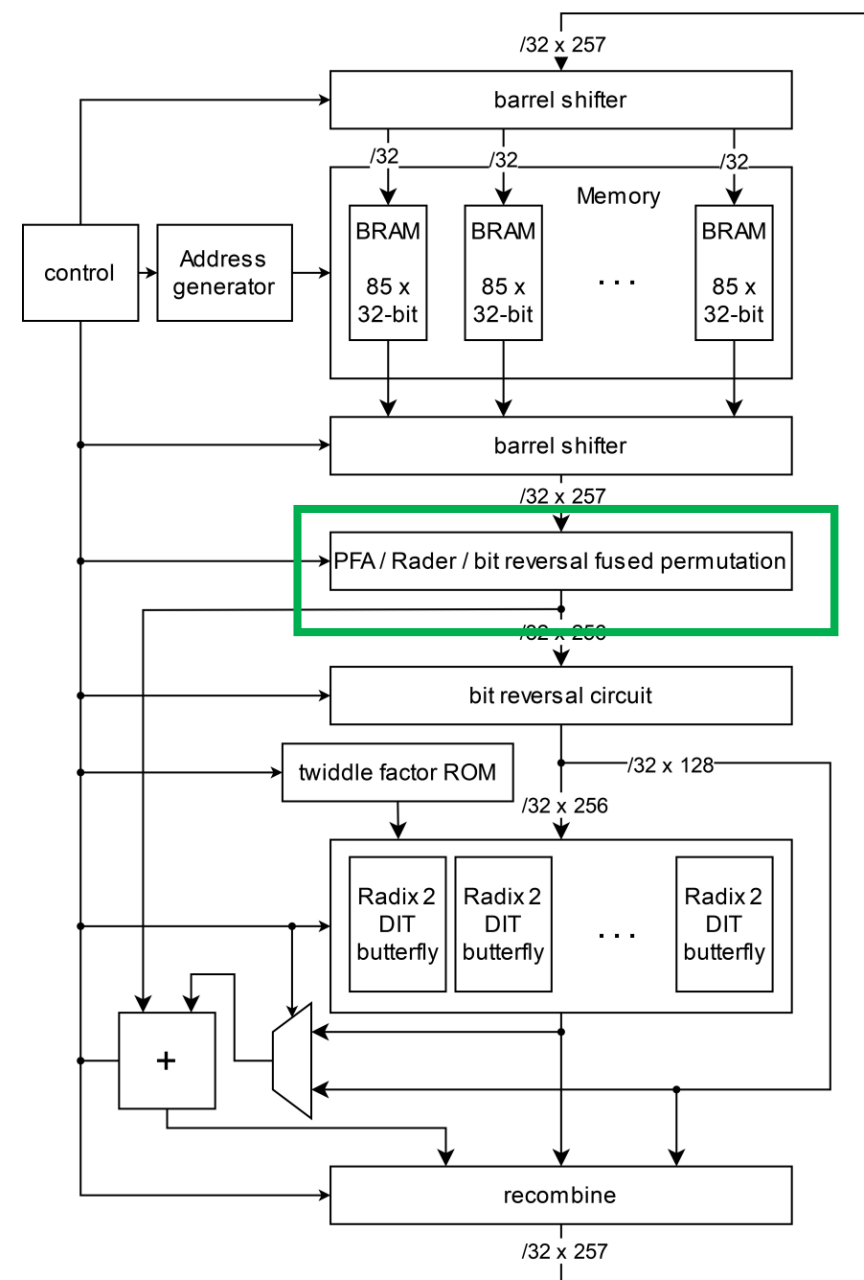 /32 x 257
barrel shifter
/32
/32
/32
Memory
BRAM
85 x
32-bit
BRAM
85 x
32-bit
. . .
BRAM
85 x
32-bit
control
Address
generator
barrel shifter
/32 x 257
PFA / Rader / bit reversal fused permutation
/32 x
bit reversal circuit
/32 x 128
twiddle factor ROM
/32 x 256
Radix 2
DIT
butterfly
Radix 2
DIT
butterfly
. . .
Radix 2
DIT
butterfly
+
recombine
/32 x 257